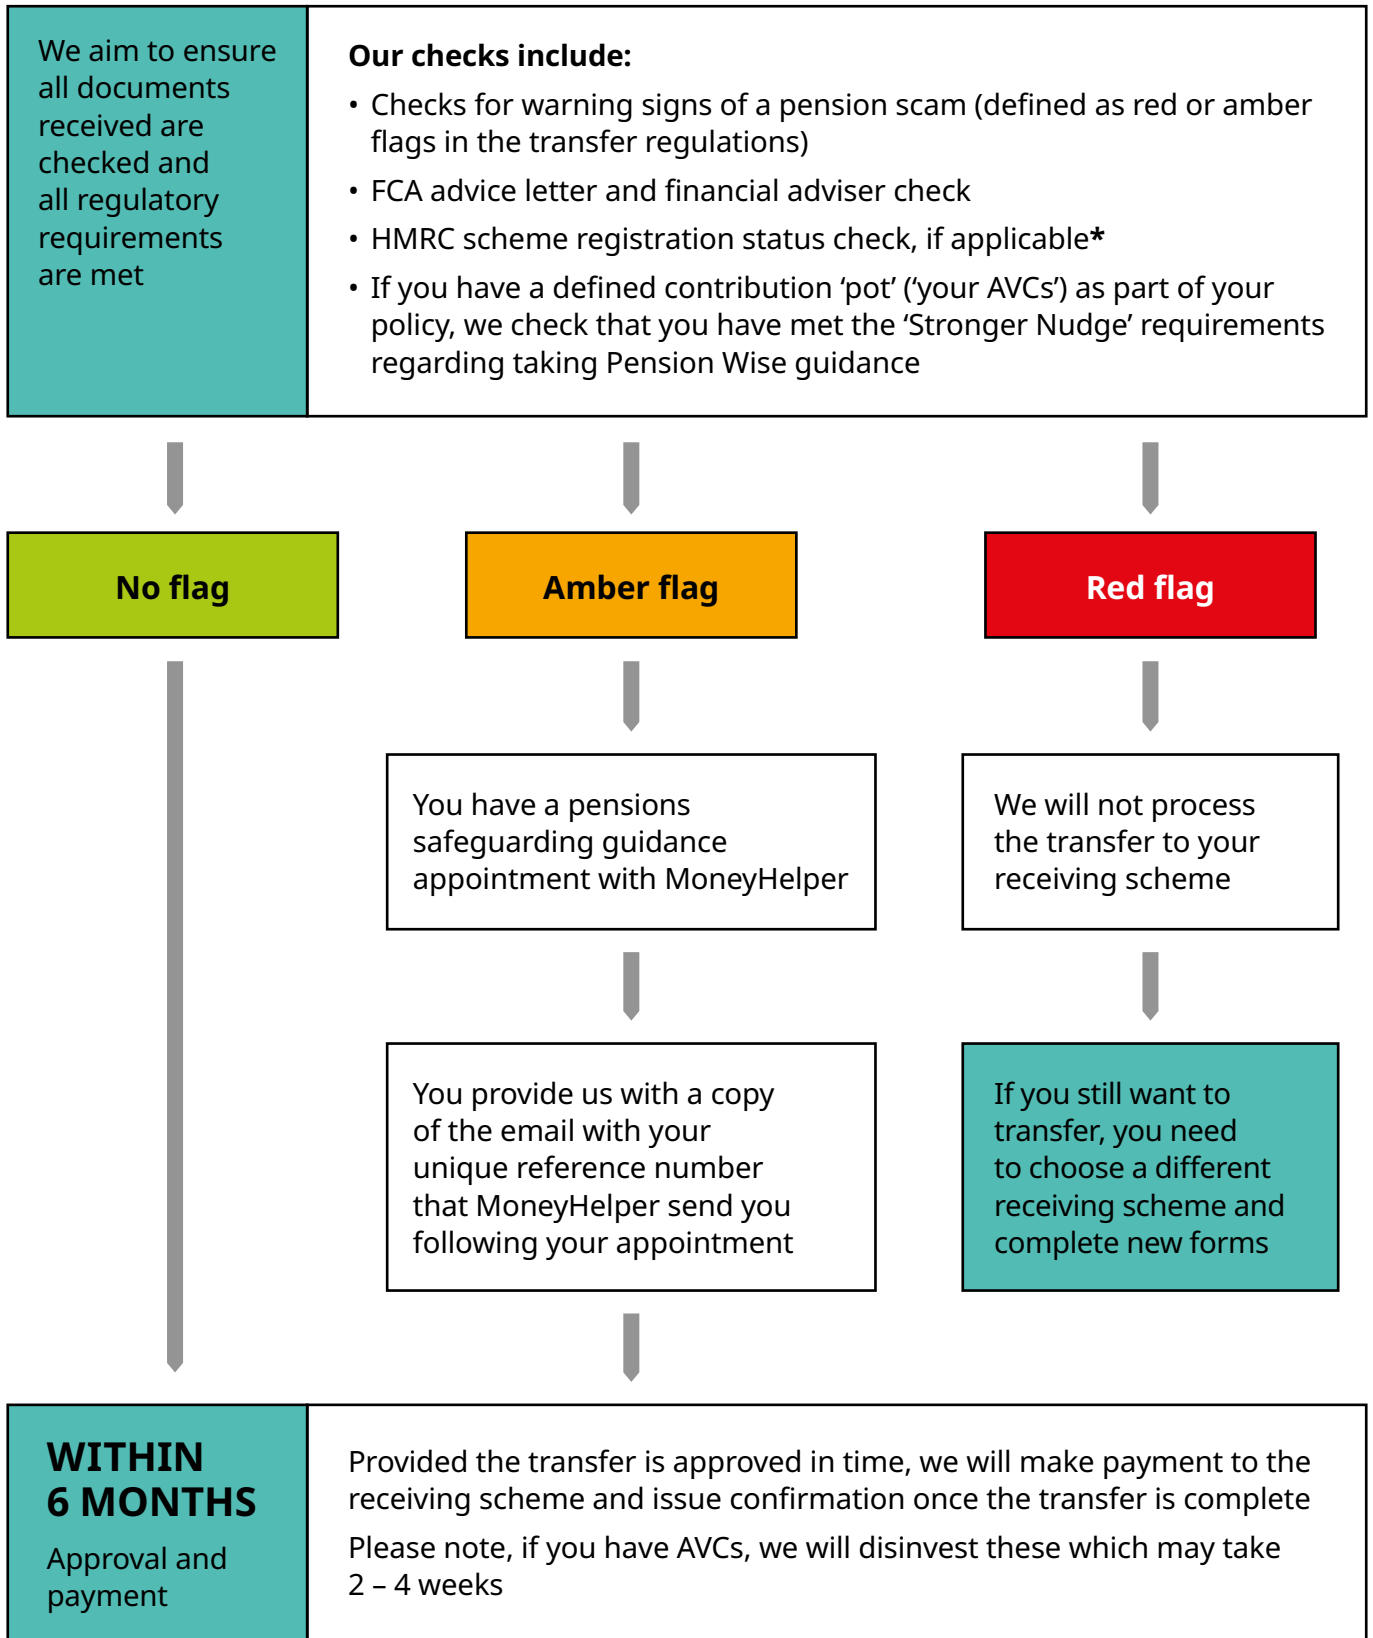 We aim to ensure
all documents
received are
checked and
all regulatory
requirements
are met
Our checks include:
• Checks for warning signs of a pension scam (defined as red or amber
flags in the transfer regulations)
• FCA advice letter and financial adviser check
• HMRC scheme registration status check, if applicable*
• If you have a defined contribution ‘pot’ (‘your AVCs’) as part of your
policy, we check that you have met the ‘Stronger Nudge’ requirements
regarding taking Pension Wise guidance
No flag
Amber flag
Red flag
You have a pensions
safeguarding guidance
appointment with MoneyHelper
We will not process
the transfer to your
receiving scheme
You provide us with a copy
of the email with your
unique reference number
that MoneyHelper send you
following your appointment
If you still want to
transfer, you need
to choose a different
receiving scheme and
complete new forms
WITHIN
6 MONTHS
Approval and
payment
Provided the transfer is approved in time, we will make payment to the
receiving scheme and issue confirmation once the transfer is complete
Please note, if you have AVCs, we will disinvest these which may take
2 – 4 weeks